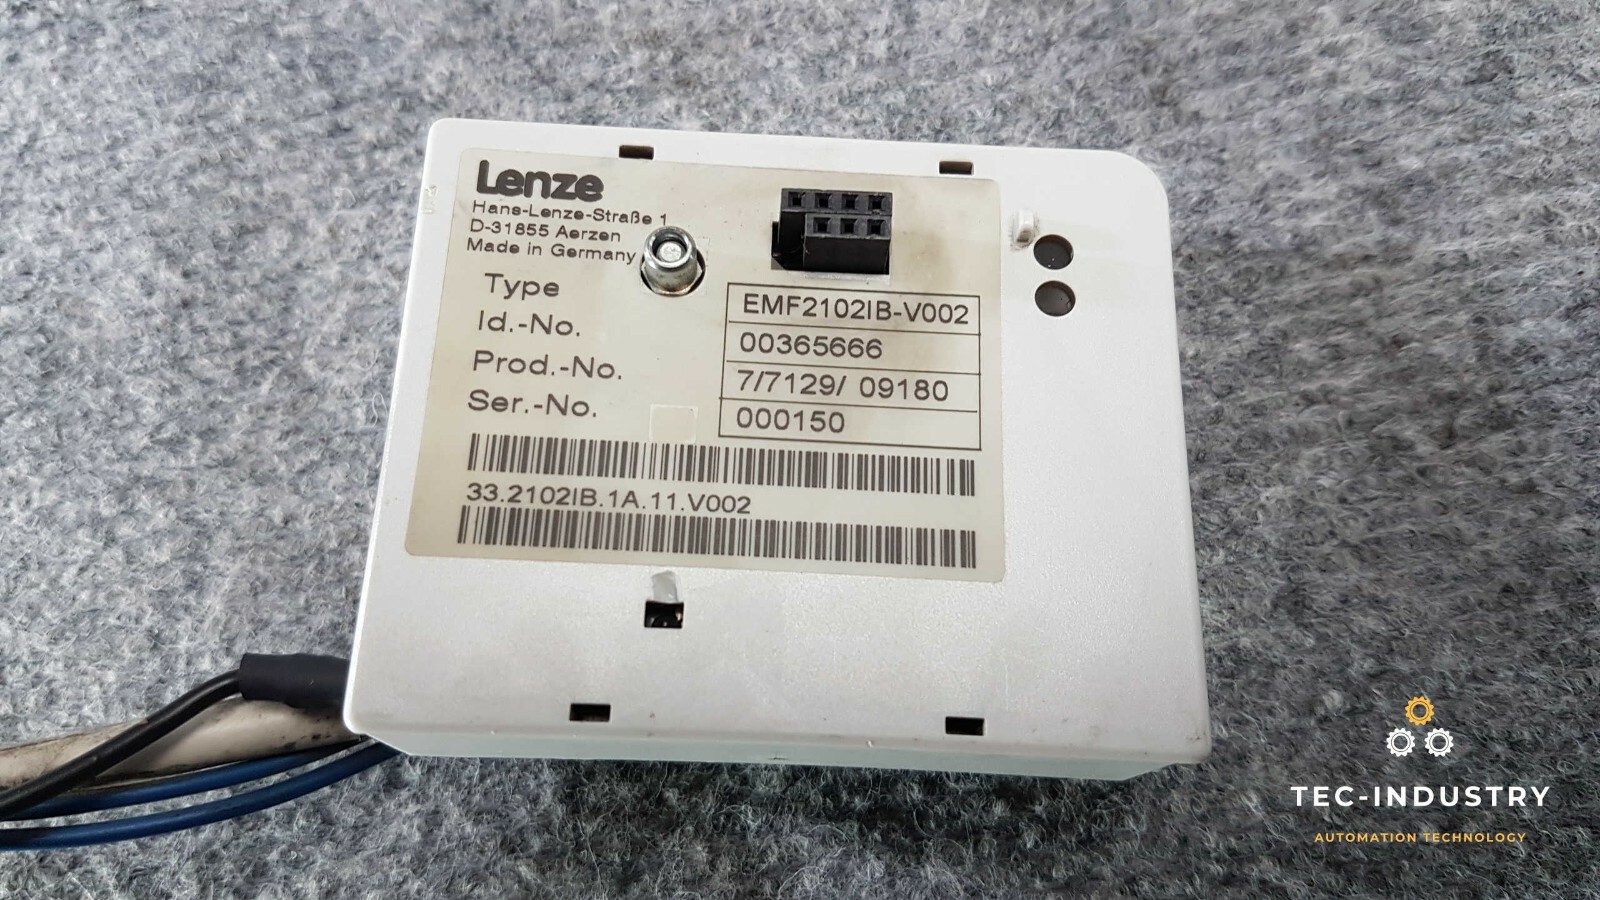 Lenze
Hans-Lenze-Straße 1
D-31855 Aerzen
Made in Germany
Type EMF2102IB-V002
Id.-No. 00365666
Prod.-No. 7/7129/ 09180
Ser.-No. 000150
33.2102IB.1A.11.V002
TEC-INDUSTRY
AUTOMATION TECHNOLOGY